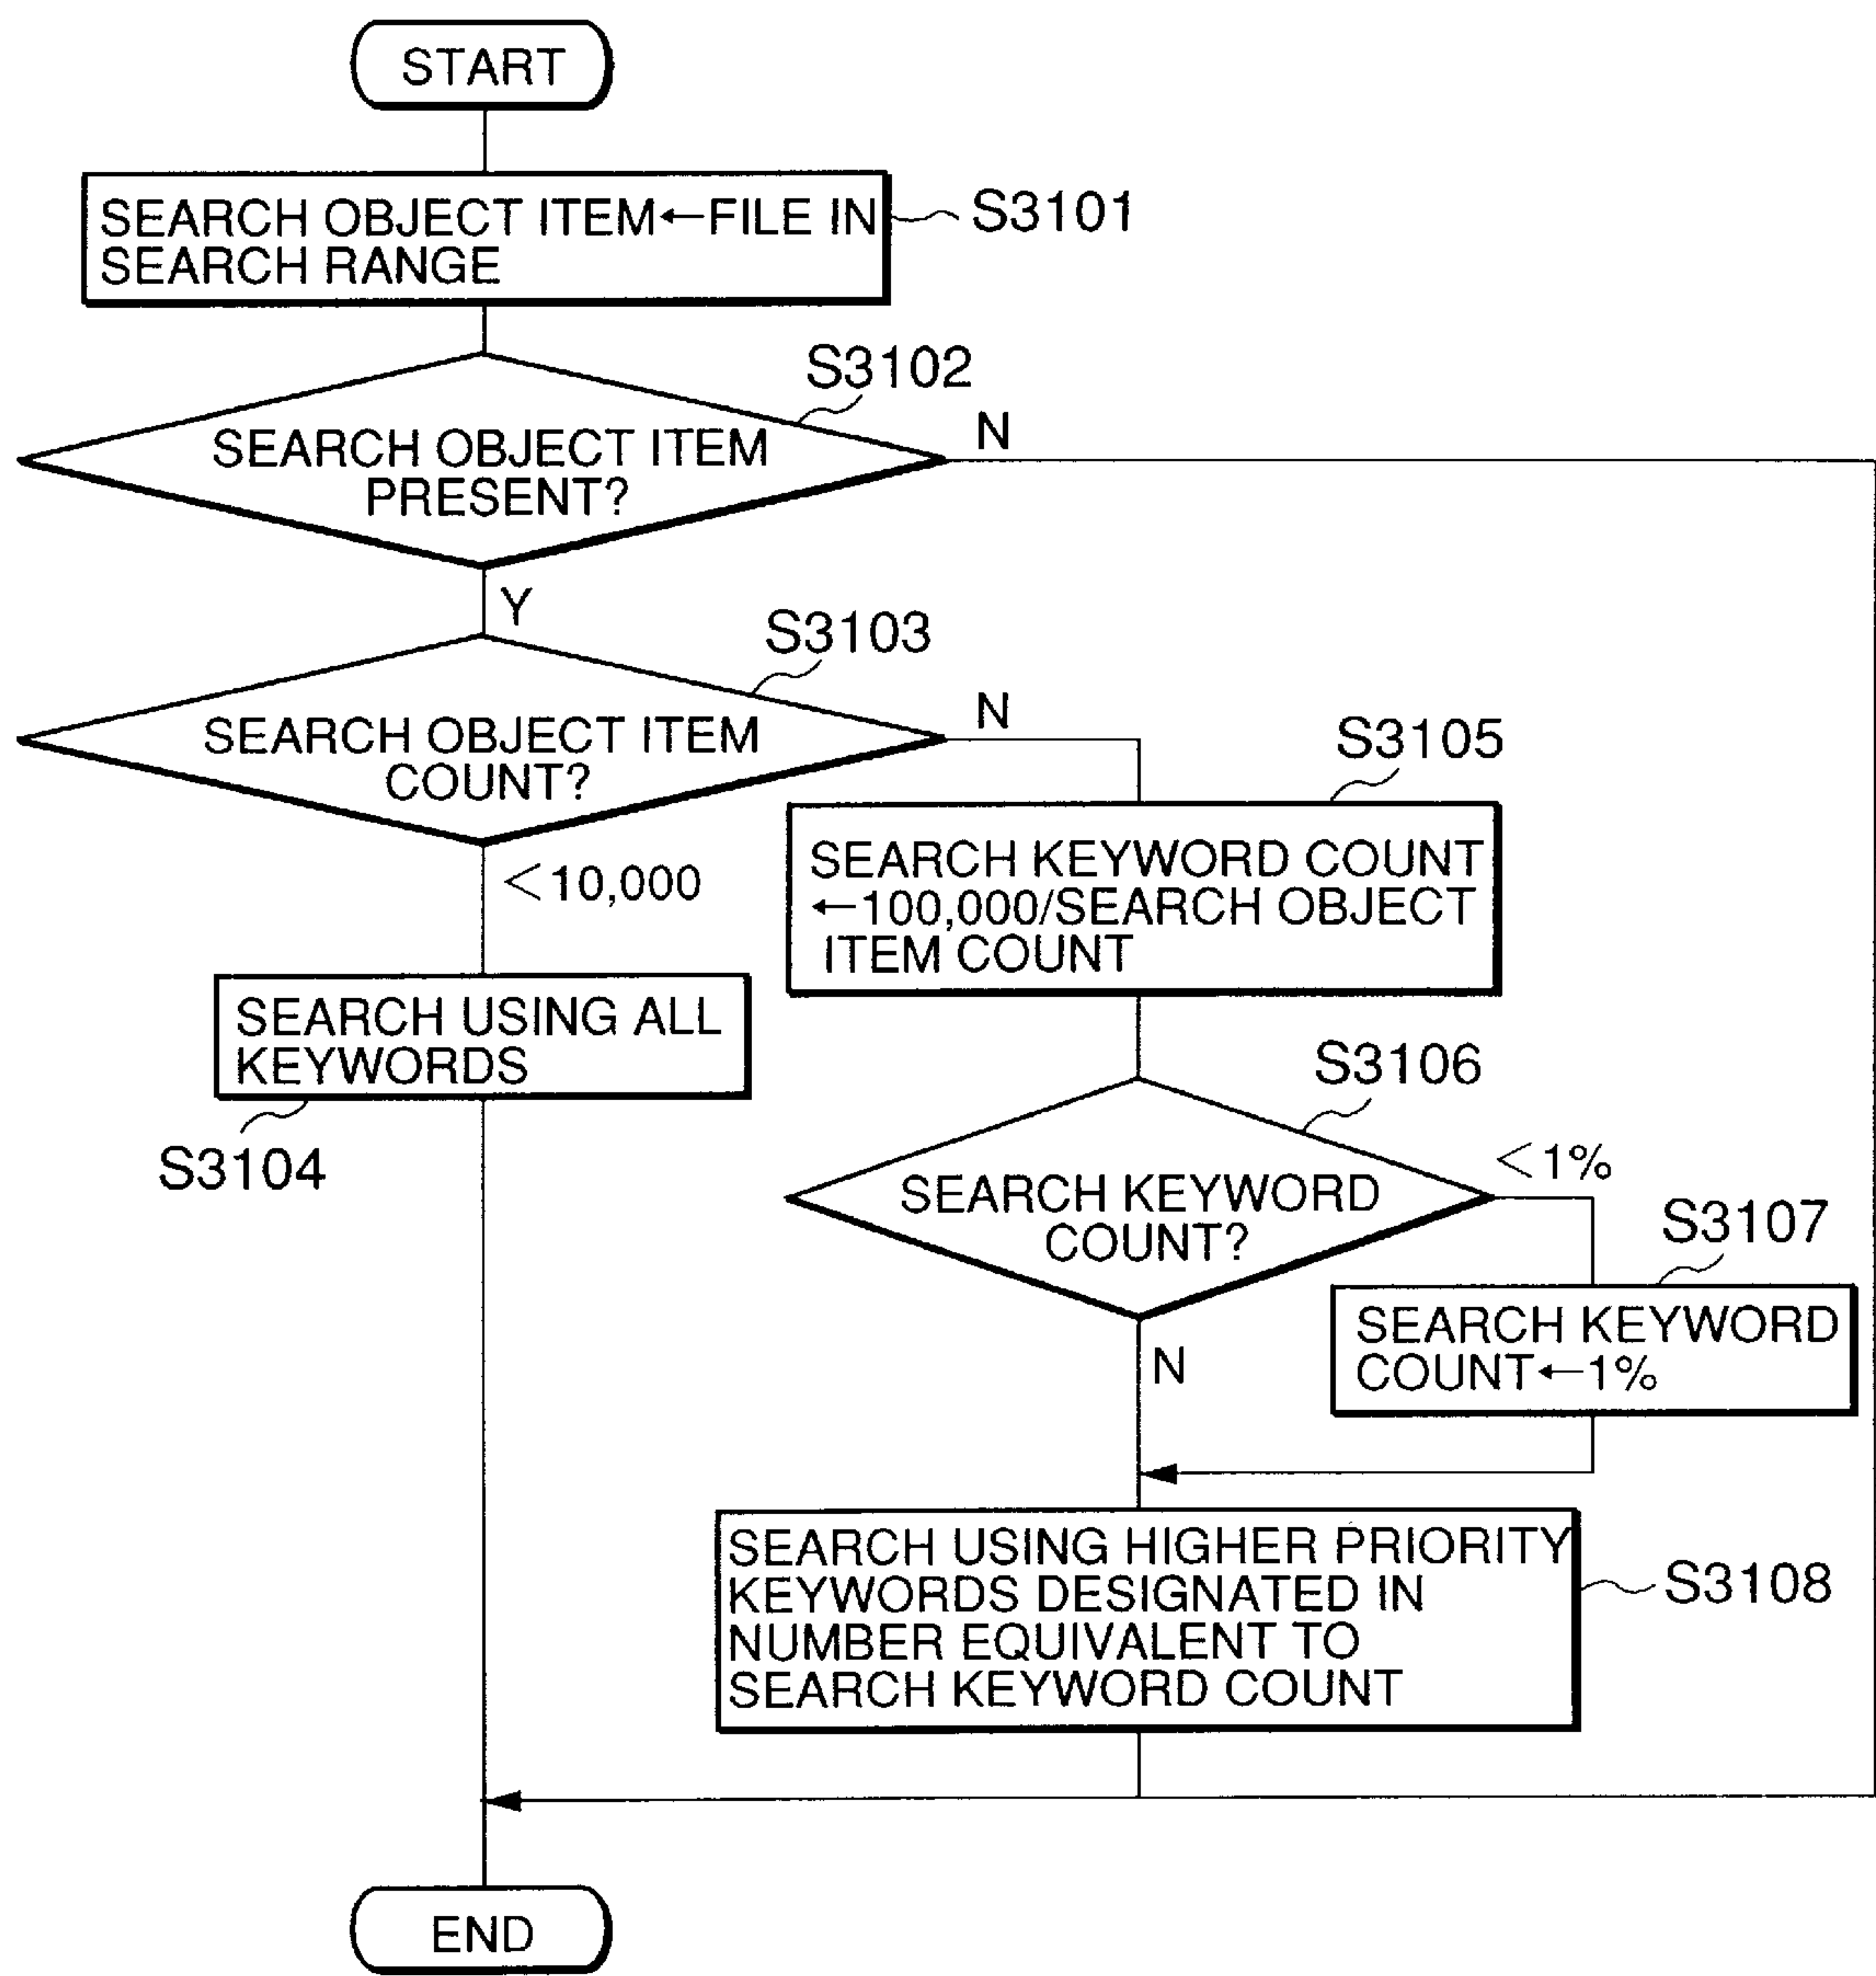 START
SEARCH OBJECT ITEM←FILE IN
SEARCH RANGE
S3101
S3102
SEARCH OBJECT ITEM
PRESENT?
N
Y
S3103
SEARCH OBJECT ITEM
COUNT?
N
<10,000
S3105
SEARCH KEYWORD COUNT
←100,000/SEARCH OBJECT
ITEM COUNT
SEARCH USING ALL
KEYWORDS
S3104
S3106
SEARCH KEYWORD
COUNT?
<1%
N
S3107
SEARCH KEYWORD
COUNT←1%
SEARCH USING HIGHER PRIORITY
KEYWORDS DESIGNATED IN
NUMBER EQUIVALENT TO
SEARCH KEYWORD COUNT
S3108
END